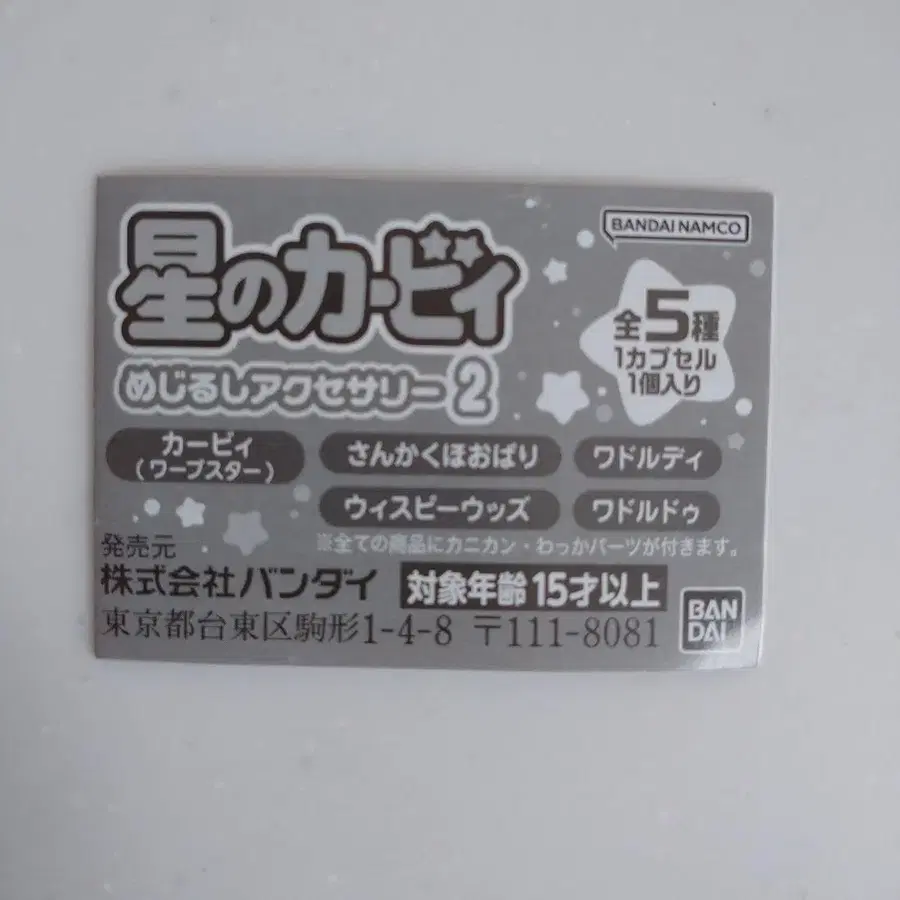 星のカービィ
めじるしアクセサリー2
BANDAI NAMCO
全5種
1カプセル
1個入り
カービィ
(ワープスター)
さんかくほおばり
ワドルディ
ウィスピーウッズ
ワドルドゥ
※全ての商品にカニカン・わっかパーツが付きます。
発売元
株式会社バンダイ
対象年齢15才以上
東京都台東区駒形1-4-8 〒111-8081
BAN
DAI